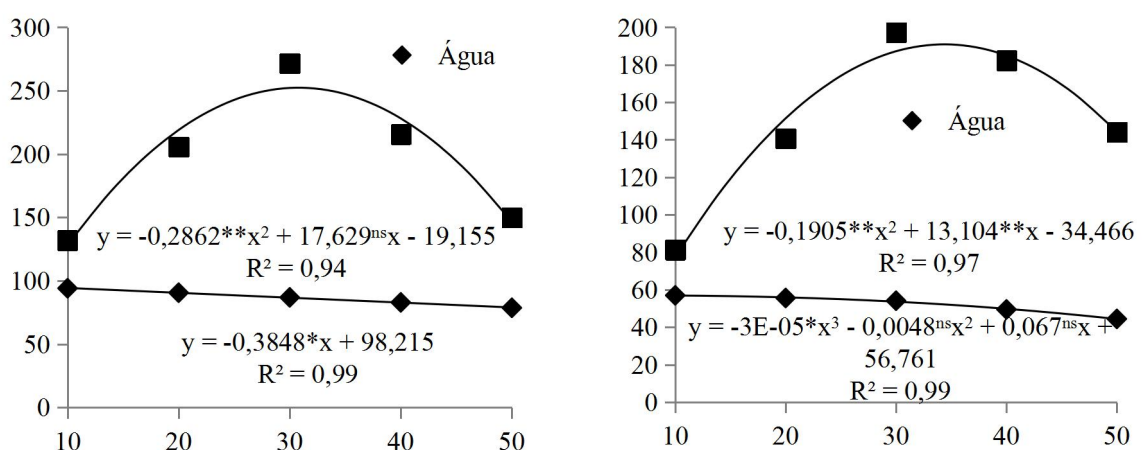 300
250
200
150
100
50
0
10 20 30 40 50
Água
y = -0,2862**x² + 17,629ⁿˢx - 19,155
R² = 0,94
y = -0,3848*x + 98,215
R² = 0,99
200
180
160
140
120
100
80
60
40
20
0
10 20 30 40 50
Água
y = -0,1905**x² + 13,104**x - 34,466
R² = 0,97
y = -3E-05*x³ - 0,0048ⁿˢx² + 0,067ⁿˢx +
56,761
R² = 0,99